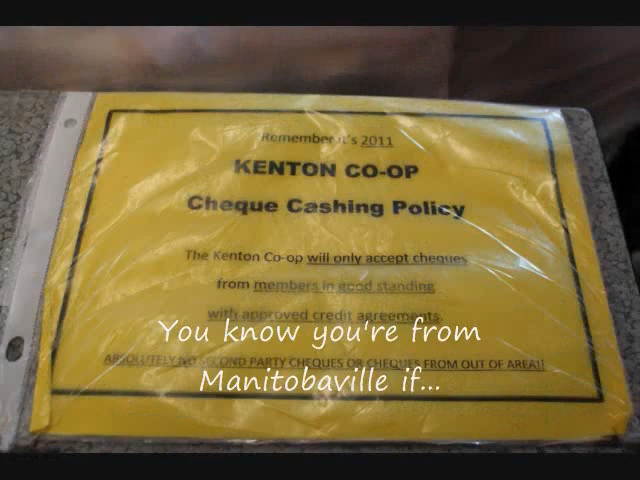 Remember it's 2011
KENTON CO-OP
Cheque Cashing Policy
The Kenton Co-op will only accept cheques
from members in good standing
with approved credit agreements.
You know you're from
ABSOLUTELY NO SECOND PARTY CHEQUES OR CHEQUES FROM OUT OF AREA!!
Manitobaville if...